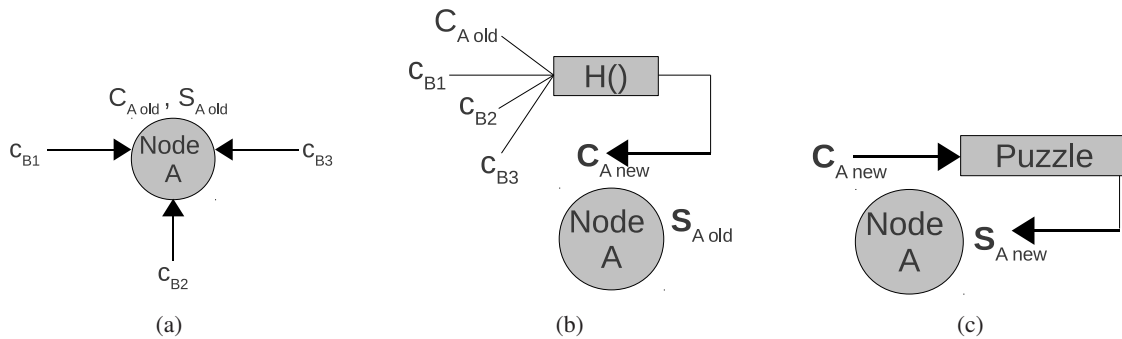 C_A old , S_A old
c_B1
Node
A
c_B3
c_B2
(a)
C_A old
c_B1
H()
c_B2
c_B3
C_A new
Node
A
S_A old
(b)
C_A new
Puzzle
Node
A
S_A new
(c)